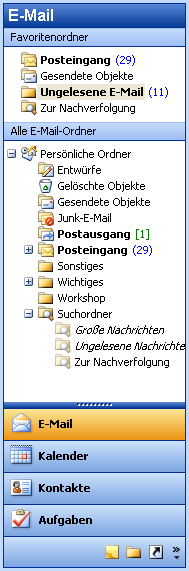 E-Mail
Favoritenordner
Posteingang (29)
Gesendete Objekte
Ungelesene E-Mail (11)
Zur Nachverfolgung
Alle E-Mail-Ordner
Persönliche Ordner
Entwürfe
Gelöschte Objekte
Gesendete Objekte
Junk-E-Mail
Postausgang [1]
Posteingang (29)
Sonstiges
Wichtiges
Workshop
Suchordner
Große Nachrichten
Ungelesene Nachrichte
Zur Nachverfolgung
E-Mail
Kalender
Kontakte
Aufgaben